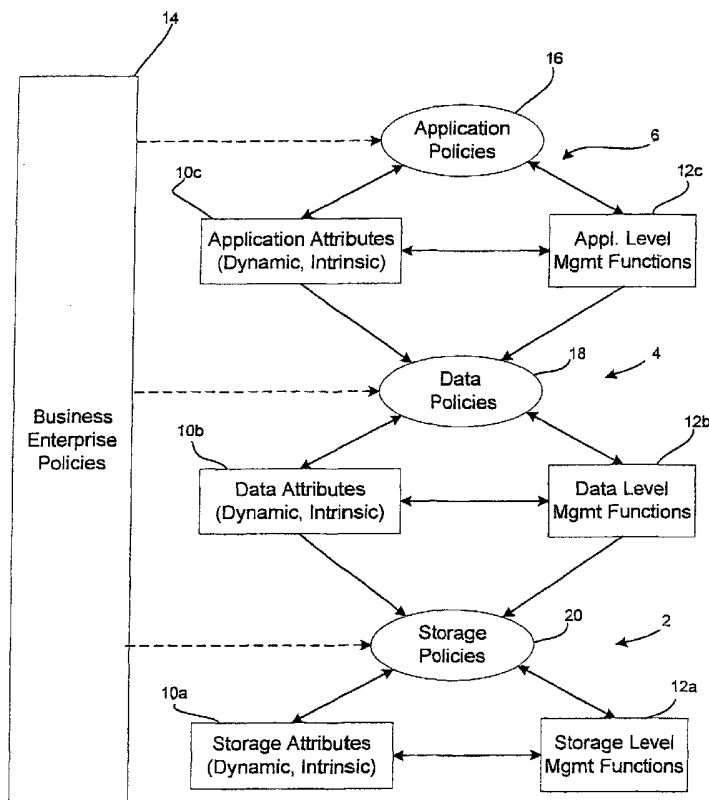 14
16
Application
Policies
6
10c
12c
Application Attributes
(Dynamic, Intrinsic)
Appl. Level
Mgmt Functions
18
4
Data
Policies
Business
Enterprise
Policies
10b
12b
Data Attributes
(Dynamic, Intrinsic)
Data Level
Mgmt Functions
20
2
Storage
Policies
10a
12a
Storage Attributes
(Dynamic, Intrinsic)
Storage Level
Mgmt Functions